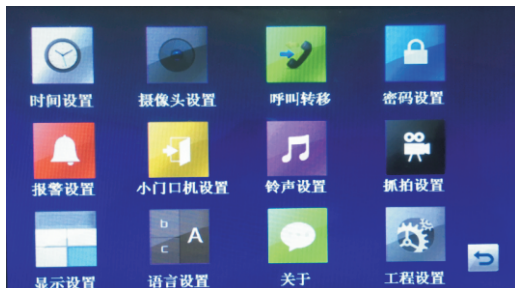 时间设置 摄像头设置 呼叫转移 密码设置
报警设置 小门口机设置 铃声设置 抓拍设置
b
A
c
显示设置 语言设置 关于 工程设置